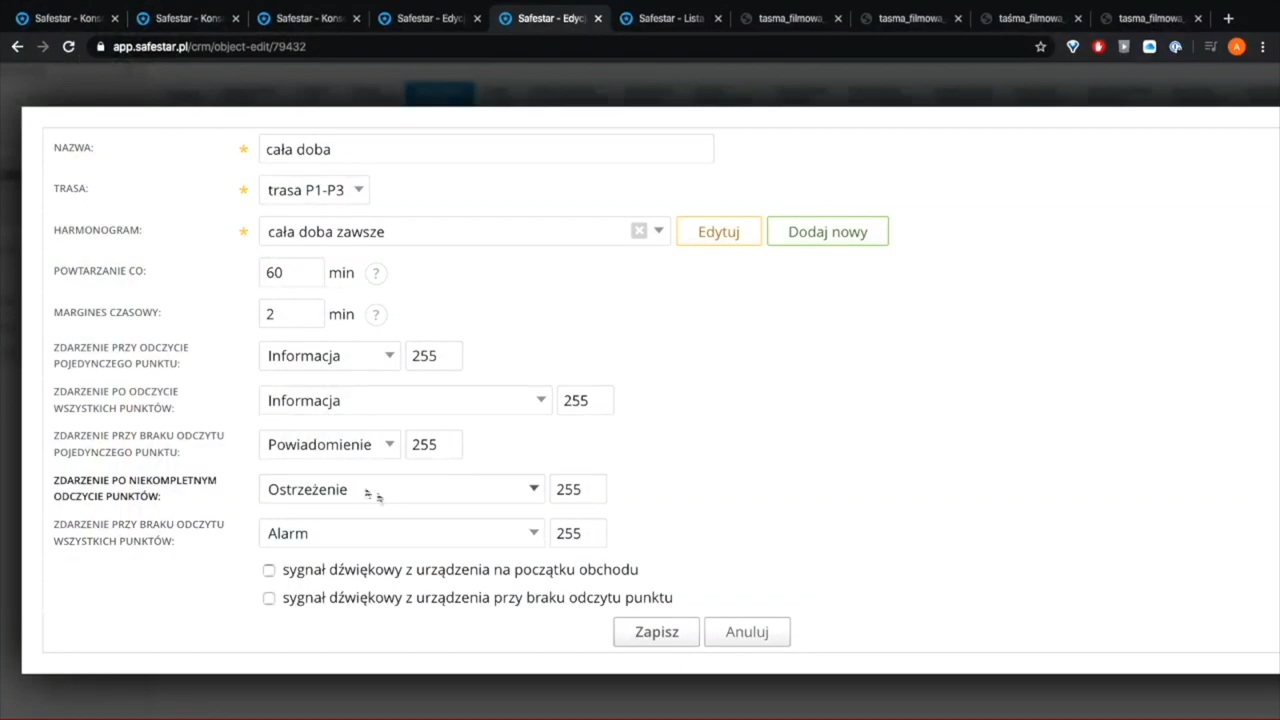 Safestar - Kons
Safestar - Kons
Safestar - Kons
Safestar - Edyc
Safestar - Edyc
Safestar - Lista
tasma_filmowa_
tasma_filmowa_
taśma_filmowa_
tasma_filmowa_
app.safestar.pl/crm/object-edit/79432
A
NAZWA: * cała doba
TRASA: * trasa P1-P3
HARMONOGRAM: * cała doba zawsze Edytuj Dodaj nowy
POWTARZANIE CO: 60 min ?
MARGINES CZASOWY: 2 min ?
ZDARZENIE PRZY ODCZYCIE
POJEDYNCZEGO PUNKTU: Informacja 255
ZDARZENIE PO ODCZYCIE
WSZYSTKICH PUNKTÓW: Informacja 255
ZDARZENIE PRZY BRAKU ODCZYTU
POJEDYNCZEGO PUNKTU: Powiadomienie 255
ZDARZENIE PO NIEKOMPLETNYM
ODCZYCIE PUNKTÓW: Ostrzeżenie 255
ZDARZENIE PRZY BRAKU ODCZYTU
WSZYSTKICH PUNKTÓW: Alarm 255
sygnał dźwiękowy z urządzenia na początku obchodu
sygnał dźwiękowy z urządzenia przy braku odczytu punktu
Zapisz Anuluj